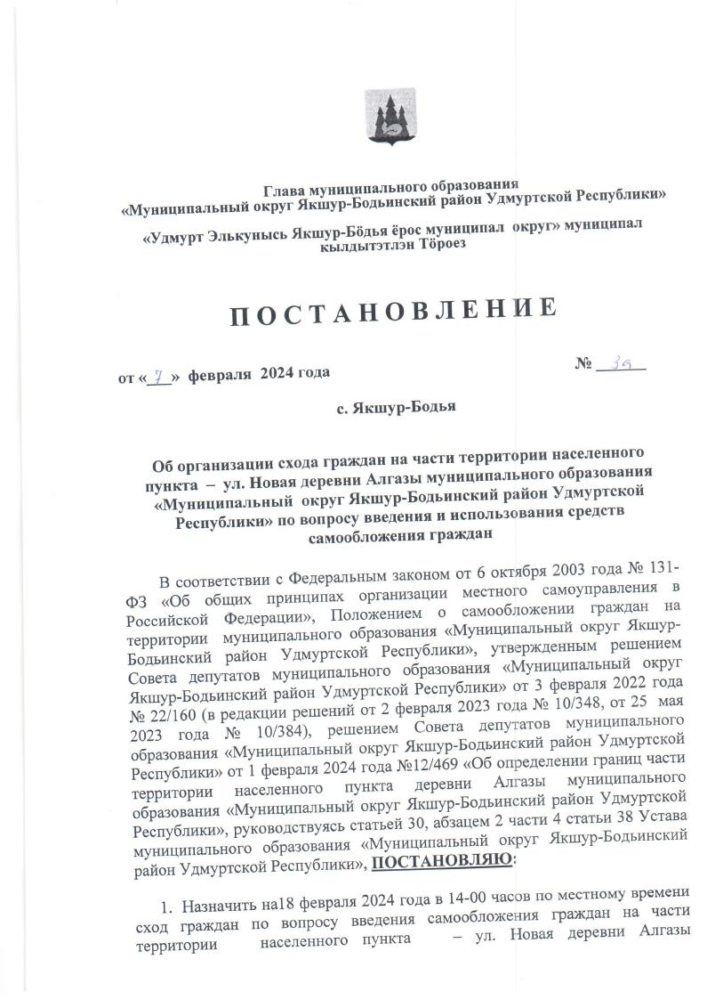 Глава муниципального образования
«Муниципальный округ Якшур-Бодьинский район Удмуртской Республики»
«Удмурт Элькунысь Якшур-Бӧдья ёрос муниципал округ» муниципал
кылдытэтлэн Тӧроез
П О С Т А Н О В Л Е Н И Е
от «7» февраля 2024 года
№
с. Якшур-Бодья
Об организации схода граждан на части территории населенного
пункта – ул. Новая деревни Алгазы муниципального образования
«Муниципальный округ Якшур-Бодьинский район Удмуртской
Республики» по вопросу введения и использования средств
самообложения граждан
В соответствии с Федеральным законом от 6 октября 2003 года № 131-
ФЗ «Об общих принципах организации местного самоуправления в
Российской Федерации», Положением о самообложении граждан на
территории муниципального образования «Муниципальный округ Якшур-
Бодьинский район Удмуртской Республики», утвержденным решением
Совета депутатов муниципального образования «Муниципальный округ
Якшур-Бодьинский район Удмуртской Республики» от 3 февраля 2022 года
№ 22/160 (в редакции решений от 2 февраля 2023 года № 10/348, от 25 мая
2023 года № 10/384), решением Совета депутатов муниципального
образования «Муниципальный округ Якшур-Бодьинский район Удмуртской
Республики» от 1 февраля 2024 года №12/469 «Об определении границ части
территории населенного пункта деревни Алгазы муниципального
образования «Муниципальный округ Якшур-Бодьинский район Удмуртской
Республики», руководствуясь статьей 30, абзацем 2 части 4 статьи 38 Устава
муниципального образования «Муниципальный округ Якшур-Бодьинский
район Удмуртской Республики», ПОСТАНОВЛЯЮ:
1. Назначить на18 февраля 2024 года в 14-00 часов по местному времени
сход граждан по вопросу введения самообложения граждан на части
территории населенного пункта – ул. Новая деревни Алгазы